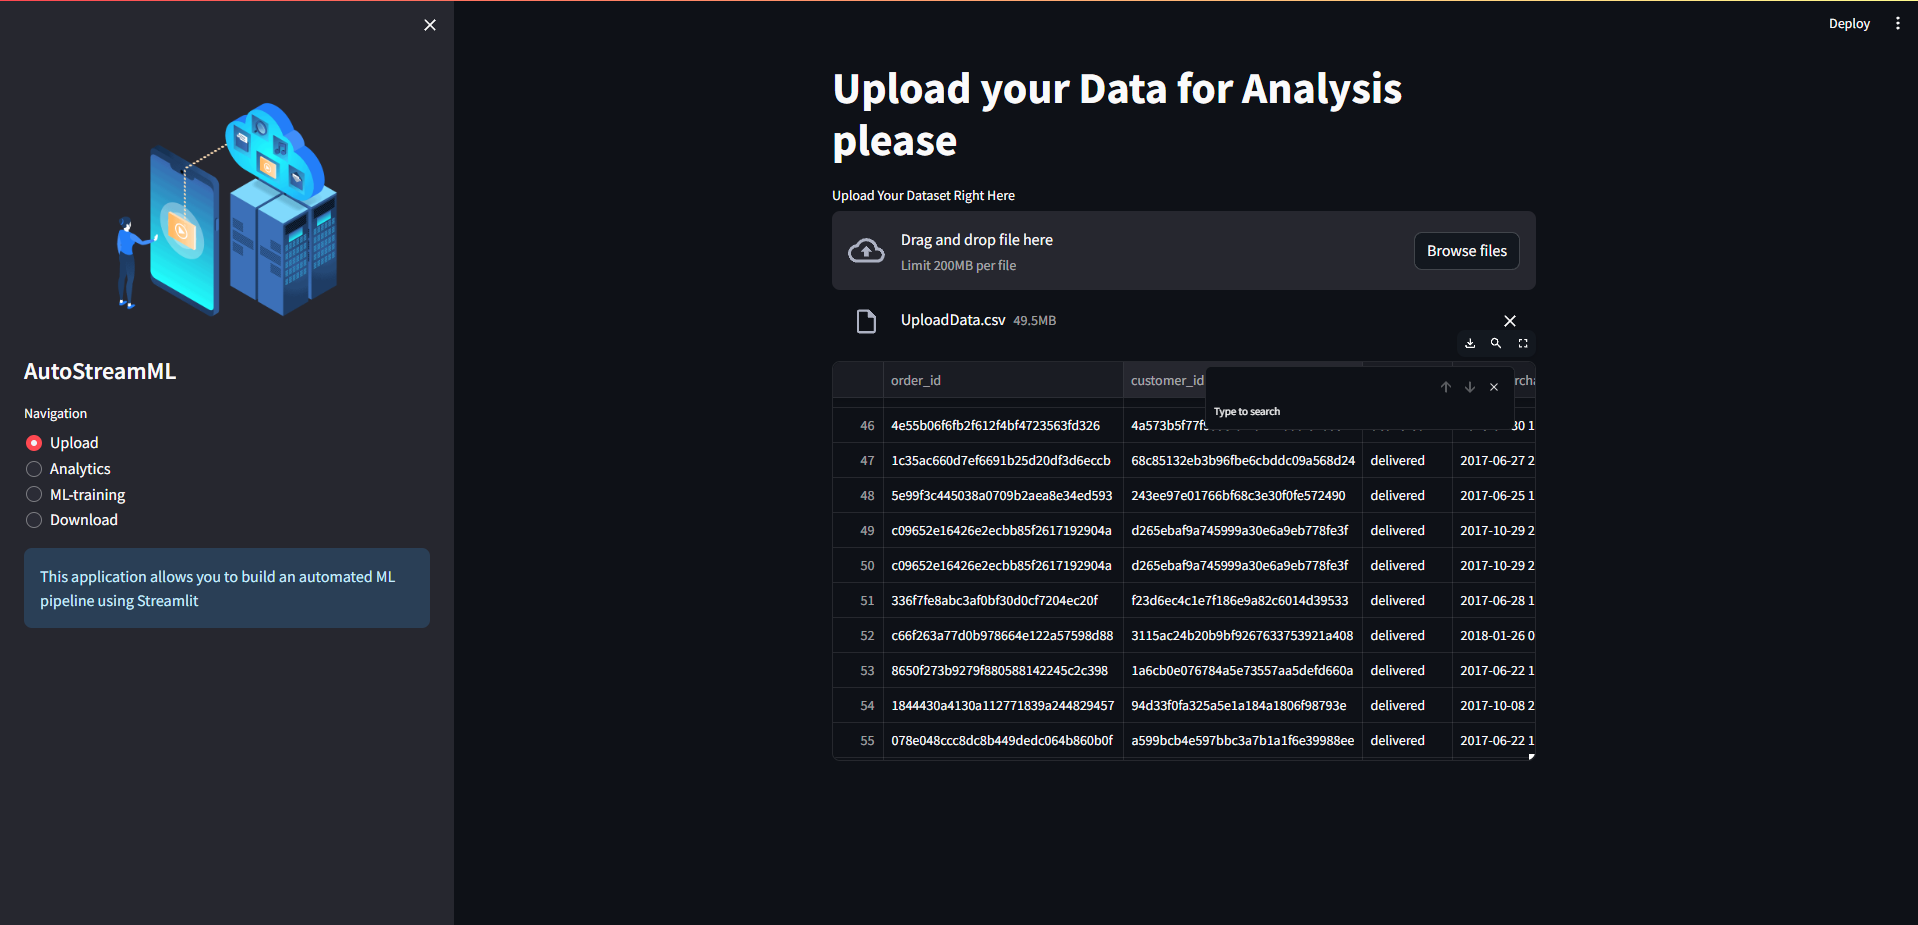 Deploy
AutoStreamML
Navigation
Upload
Analytics
ML-training
Download
This application allows you to build an automated ML
pipeline using Streamlit
Upload your Data for Analysis
please
Upload Your Dataset Right Here
Drag and drop file here
Limit 200MB per file
Browse files
UploadData.csv 49.5MB
order_id customer_id
Type to search
46 4e55b06f6fb2f612f4bf4723563fd326
47 1c35ac660d7ef6691b25d20df3d6eccb 68c85132eb3b96fbe6cbddc09a568d24 delivered 2017-06-27 2
48 5e99f3c445038a0709b2aea8e34ed593 243ee97e01766bf68c3e30f0fe572490 delivered 2017-06-25 1
49 c09652e16426e2ecbb85f2617192904a d265ebaf9a745999a30e6a9eb778fe3f delivered 2017-10-29 2
50 c09652e16426e2ecbb85f2617192904a d265ebaf9a745999a30e6a9eb778fe3f delivered 2017-10-29 2
51 336f7fe8abc3af0bf30d0cf7204ec20f f23d6ec4c1e7f186e9a82c6014d39533 delivered 2017-06-28 1
52 c66f263a77d0b978664e122a57598d88 3115ac24b20b9bf9267633753921a408 delivered 2018-01-26 0
53 8650f273b9279f880588142245c2c398 1a6cb0e076784a5e73557aa5defd660a delivered 2017-06-22 1
54 1844430a4130a112771839a244829457 94d33f0fa325a5e1a184a1806f98793e delivered 2017-10-08 2
55 078e048ccc8dc8b449dedc064b860b0f a599bcb4e597bbc3a7b1a1f6e39988ee delivered 2017-06-22 1